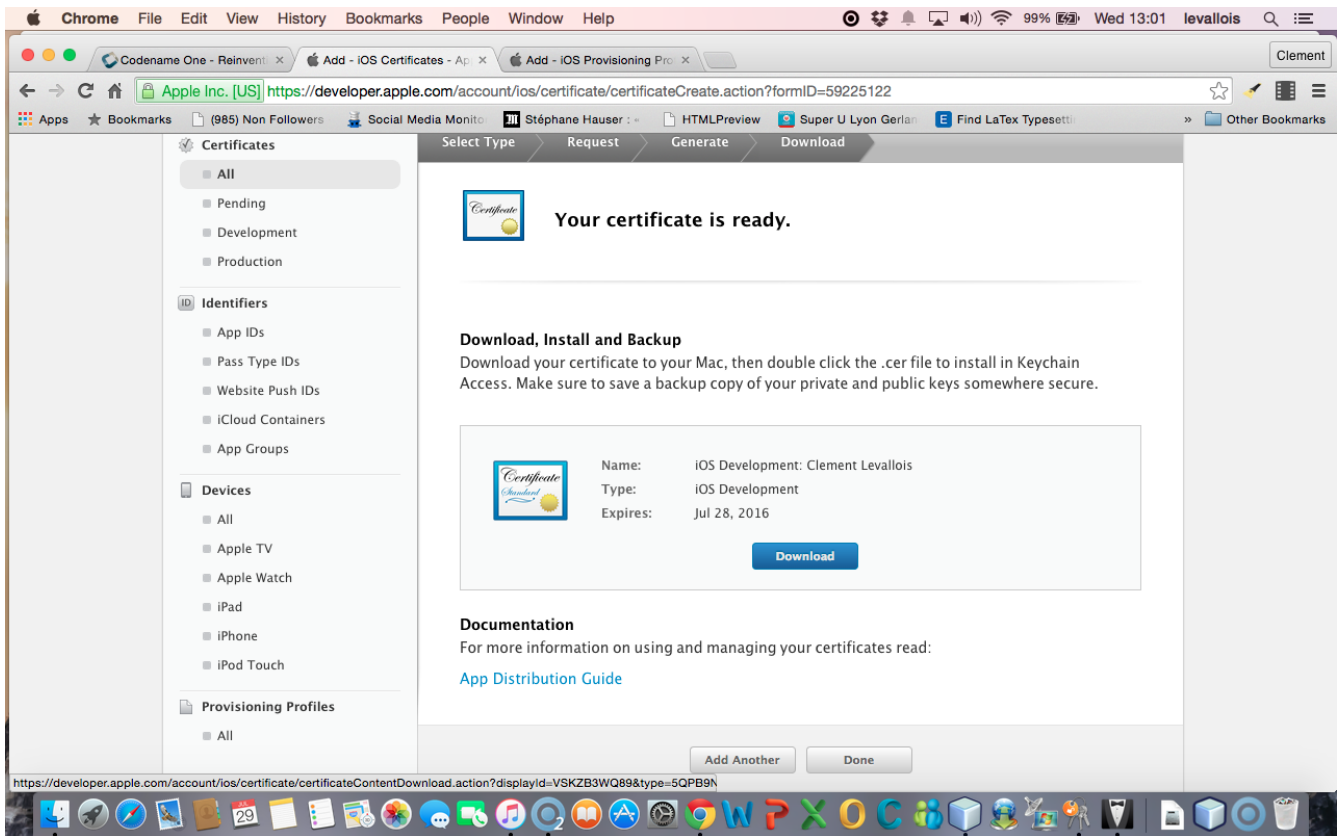 Chrome File Edit View History Bookmarks People Window Help 99% Wed 13:01 levallois
Codename One - Reinventi Add - iOS Certificates - Ap Add - iOS Provisioning Pro Clement
Apple Inc. [US] https://developer.apple.com/account/ios/certificate/certificateCreate.action?formID=59225122
Apps Bookmarks (985) Non Followers Social Media Monito Stéphane Hauser : - HTMLPreview Super U Lyon Gerlan Find LaTex Typesetti » Other Bookmarks
Select Type Request Generate Download
Certificates
All
Pending
Development
Production
Identifiers
App IDs
Pass Type IDs
Website Push IDs
iCloud Containers
App Groups
Devices
All
Apple TV
Apple Watch
iPad
iPhone
iPod Touch
Provisioning Profiles
All
Certificate
Your certificate is ready.
Download, Install and Backup
Download your certificate to your Mac, then double click the .cer file to install in Keychain
Access. Make sure to save a backup copy of your private and public keys somewhere secure.
Certificate
Standard
Name: iOS Development: Clement Levallois
Type: iOS Development
Expires: Jul 28, 2016
Download
Documentation
For more information on using and managing your certificates read:
App Distribution Guide
Add Another Done
https://developer.apple.com/account/ios/certificate/certificateContentDownload.action?displayId=VSKZB3WQ89&type=5QPB9N
JUL
29